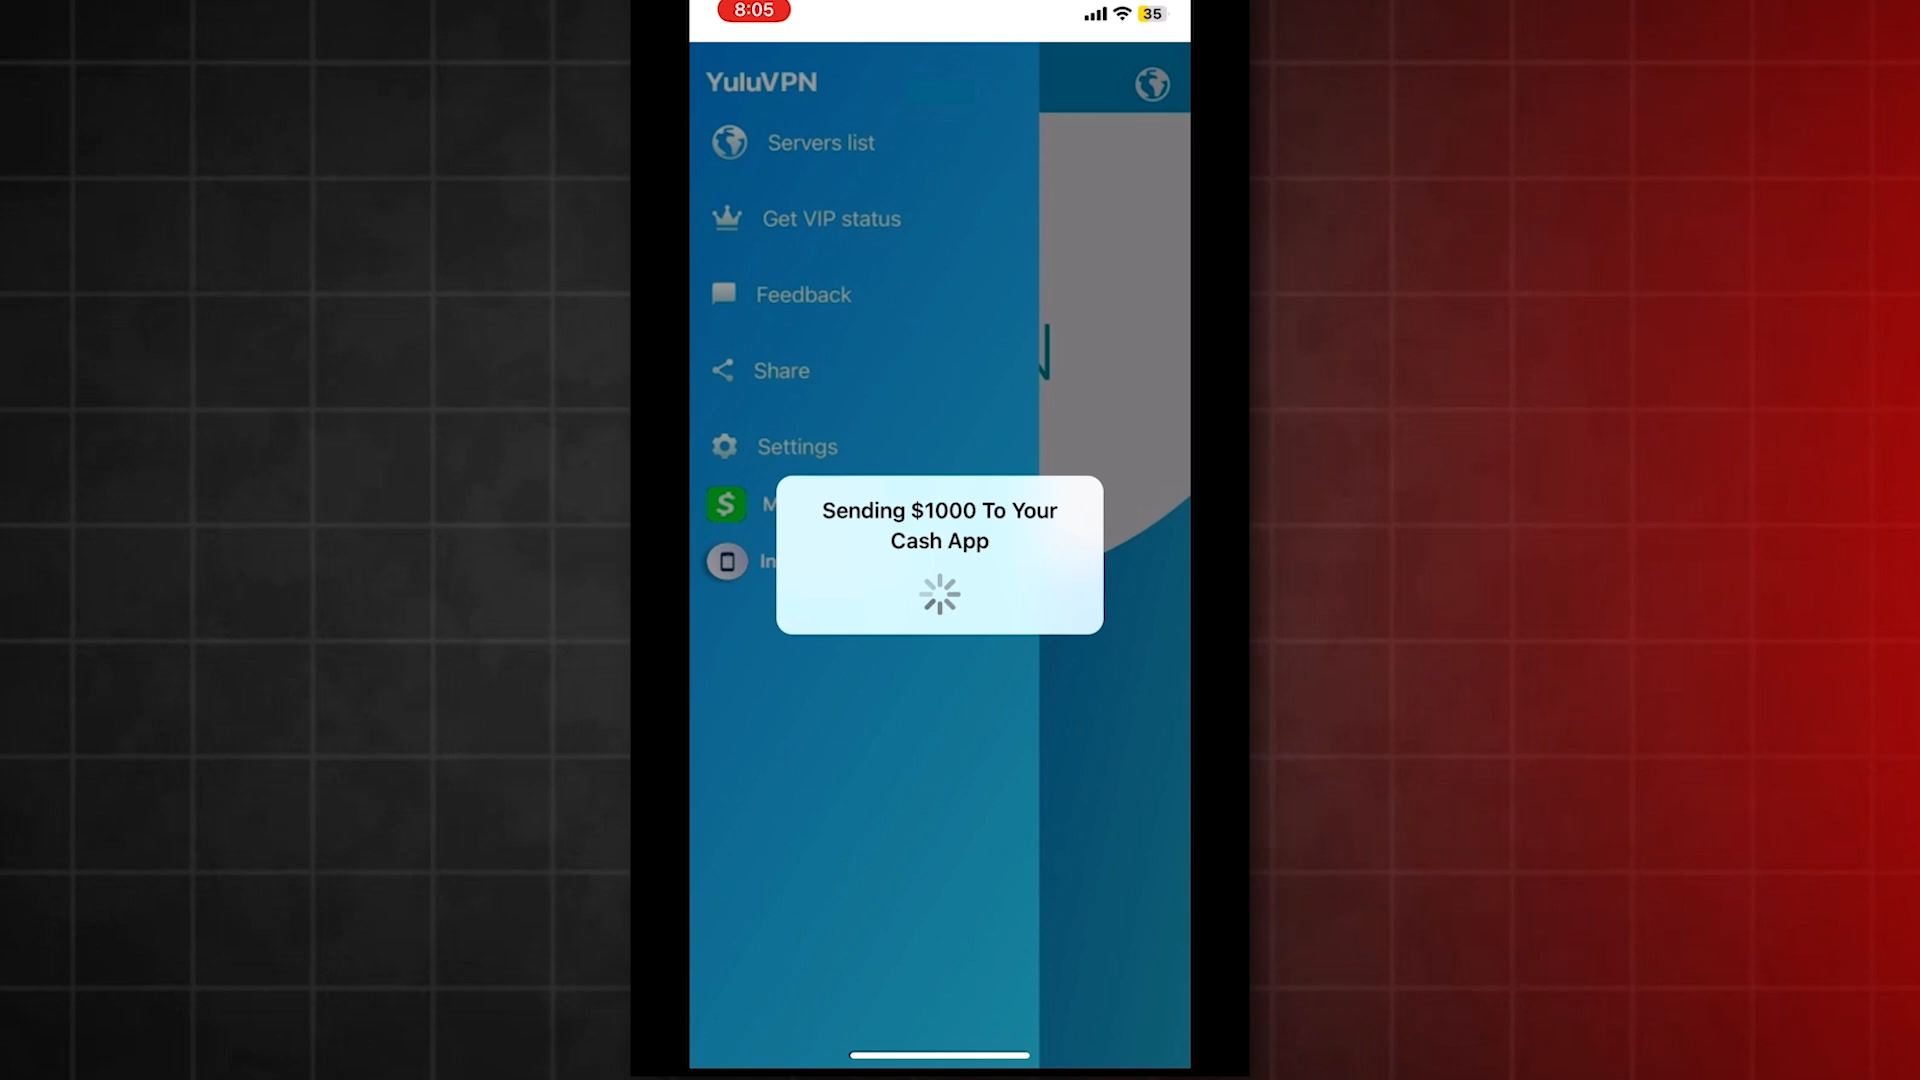 8:05
35
YuluVPN
Servers list
Get VIP status
Feedback
Share
Settings
Sending $1000 To Your
Cash App